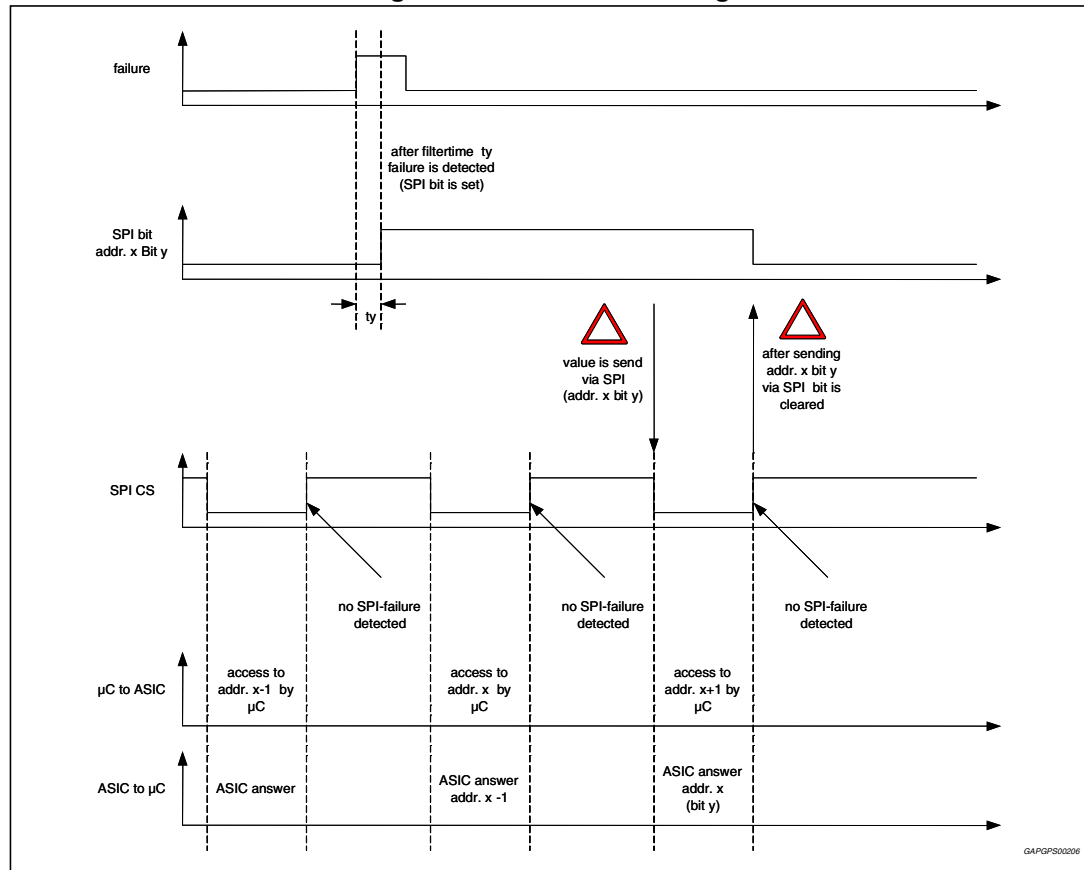 failure
after filtertime ty
failure is detected
(SPI bit is set)
SPI bit
addr. x Bit y
ty
value is send
via SPI
(addr. x bit y)
after sending
addr. x bit y
via SPI bit is
cleared
SPI CS
no SPI-failure
detected
no SPI-failure
detected
no SPI-failure
detected
µC to ASIC
access to
addr. x-1 by
µC
access to
addr. x by
µC
access to
addr. x+1 by
µC
ASIC to µC
ASIC answer
ASIC answer
addr. x -1
ASIC answer
addr. x
(bit y)
GAPGPS00206